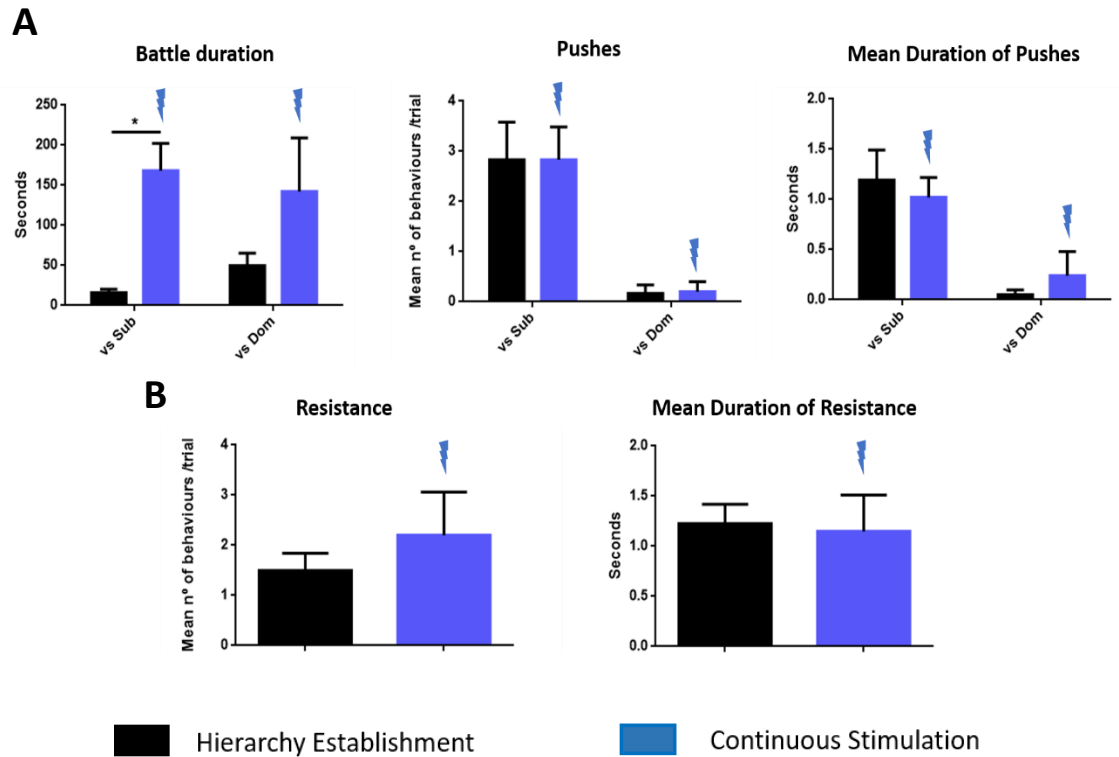 A
Battle duration
Pushes
Mean Duration of Pushes
250
200
150
100
50
0
Seconds
*
vs Sub
vs Dom
4
3
2
1
0
Mean nº of behaviours /trial
vs Sub
vs Dom
2.0
1.5
1.0
0.5
0.0
Seconds
vs Sub
vs Dom
B
Resistance
Mean Duration of Resistance
4
3
2
1
0
Mean nº of behaviours /trial
2.0
1.5
1.0
0.5
0.0
Seconds
Hierarchy Establishment
Continuous Stimulation